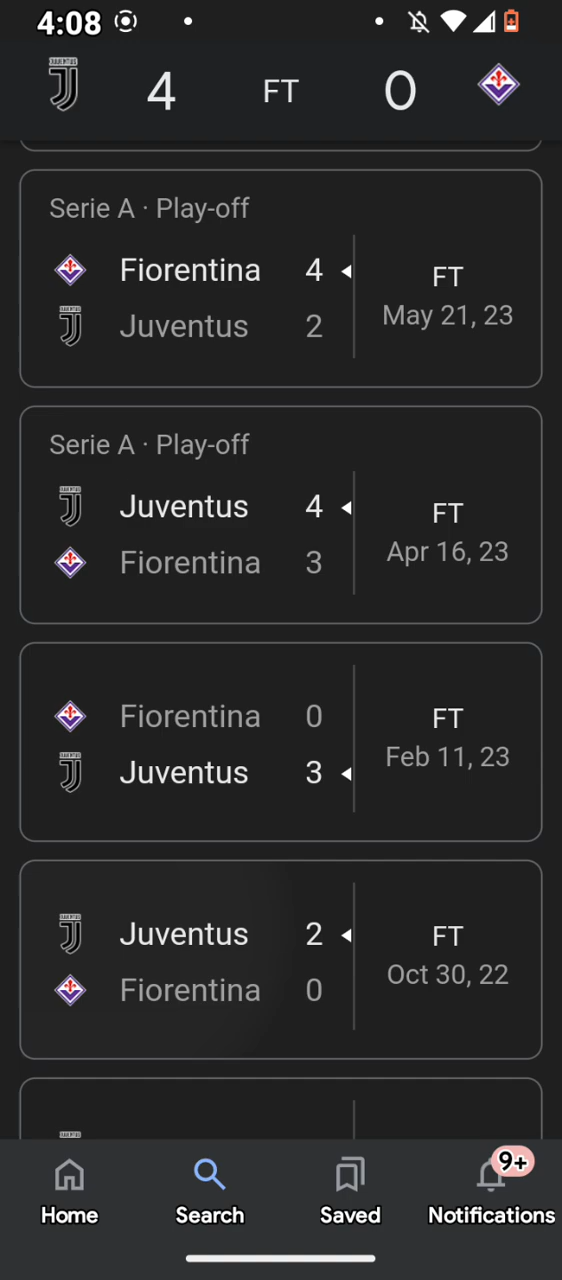 4:08
4 FT 0
Serie A · Play-off
Fiorentina 4
FT
May 21, 23
Juventus 2
Serie A · Play-off
Juventus 4
FT
Apr 16, 23
Fiorentina 3
Fiorentina 0
FT
Feb 11, 23
Juventus 3
Juventus 2
FT
Oct 30, 22
Fiorentina 0
9+
Home Search Saved Notifications